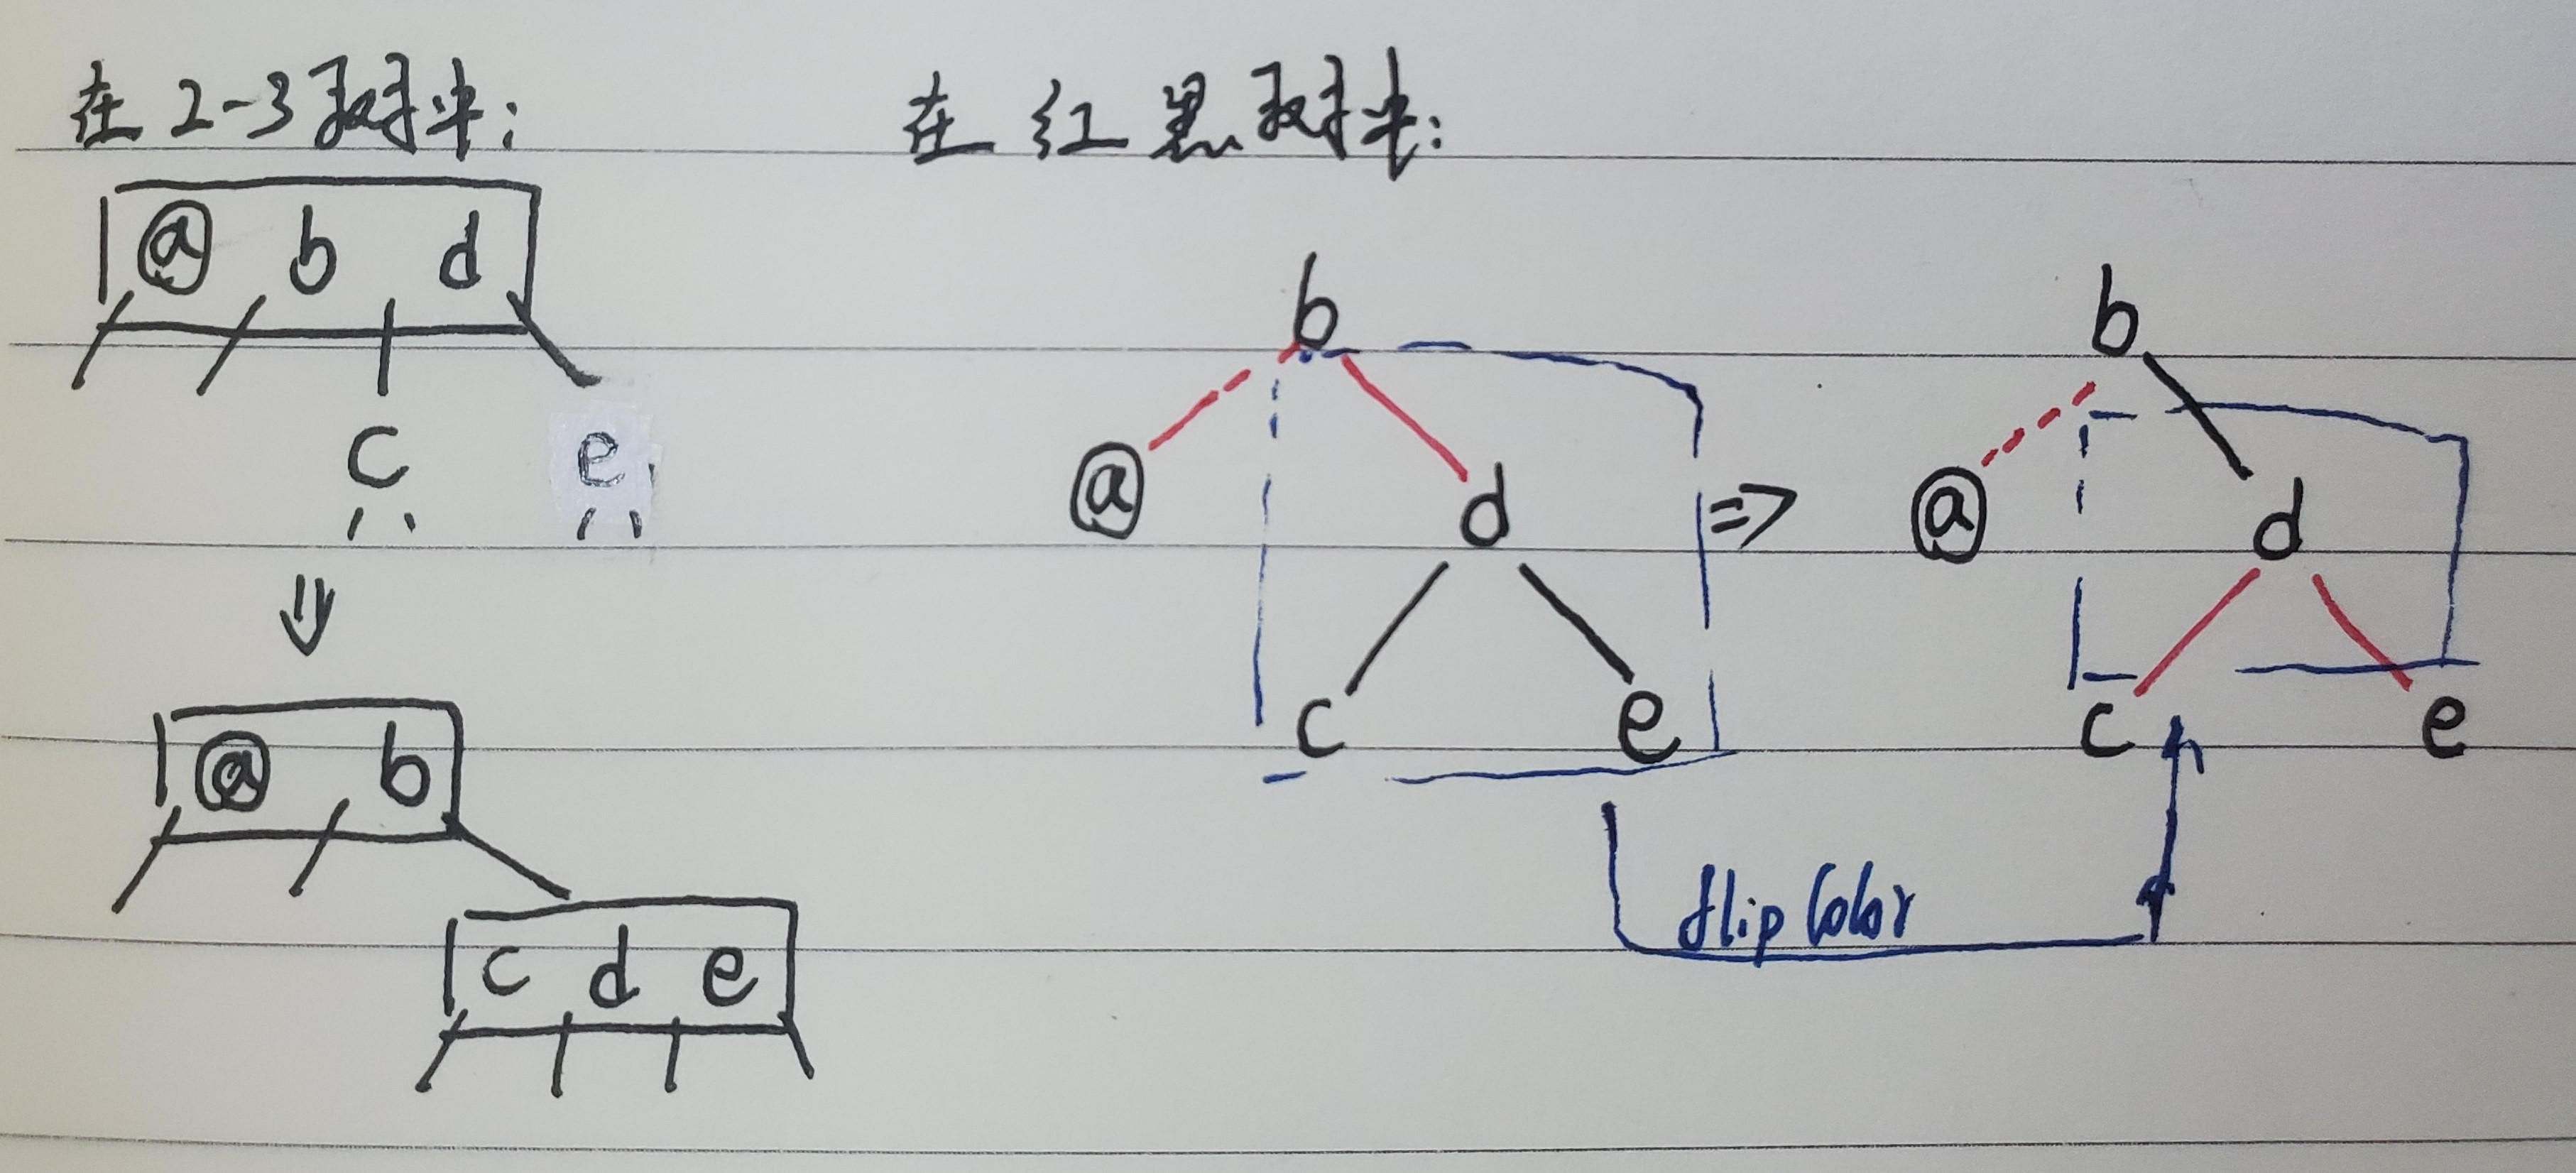 在2-3树中:
在红黑树中:
ⓐ b d
c e
ⓐ b
c d e
b
ⓐ d
c e
=>
b
ⓐ d
c e
flip Color